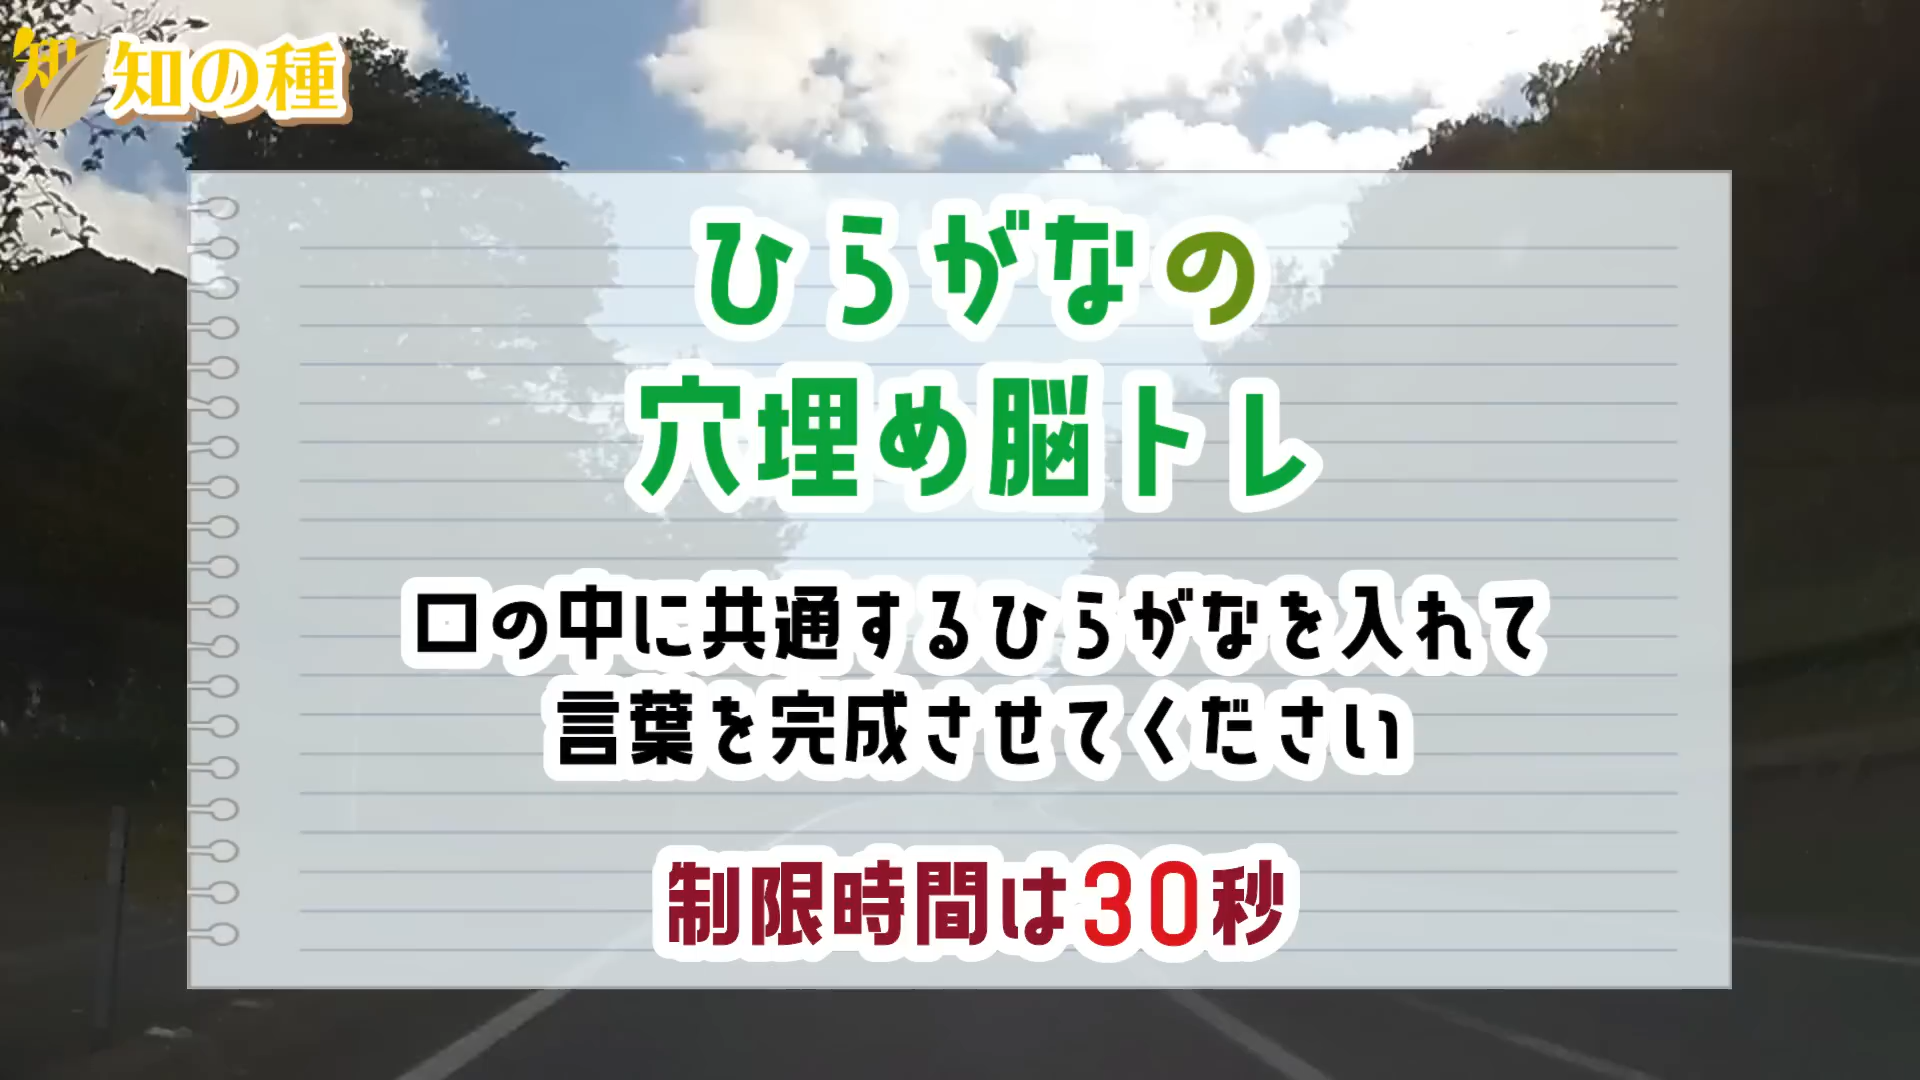 知 知の種
ひらがなの
穴埋め脳トレ
口の中に共通するひらがなを入れて
言葉を完成させてください
制限時間は30秒